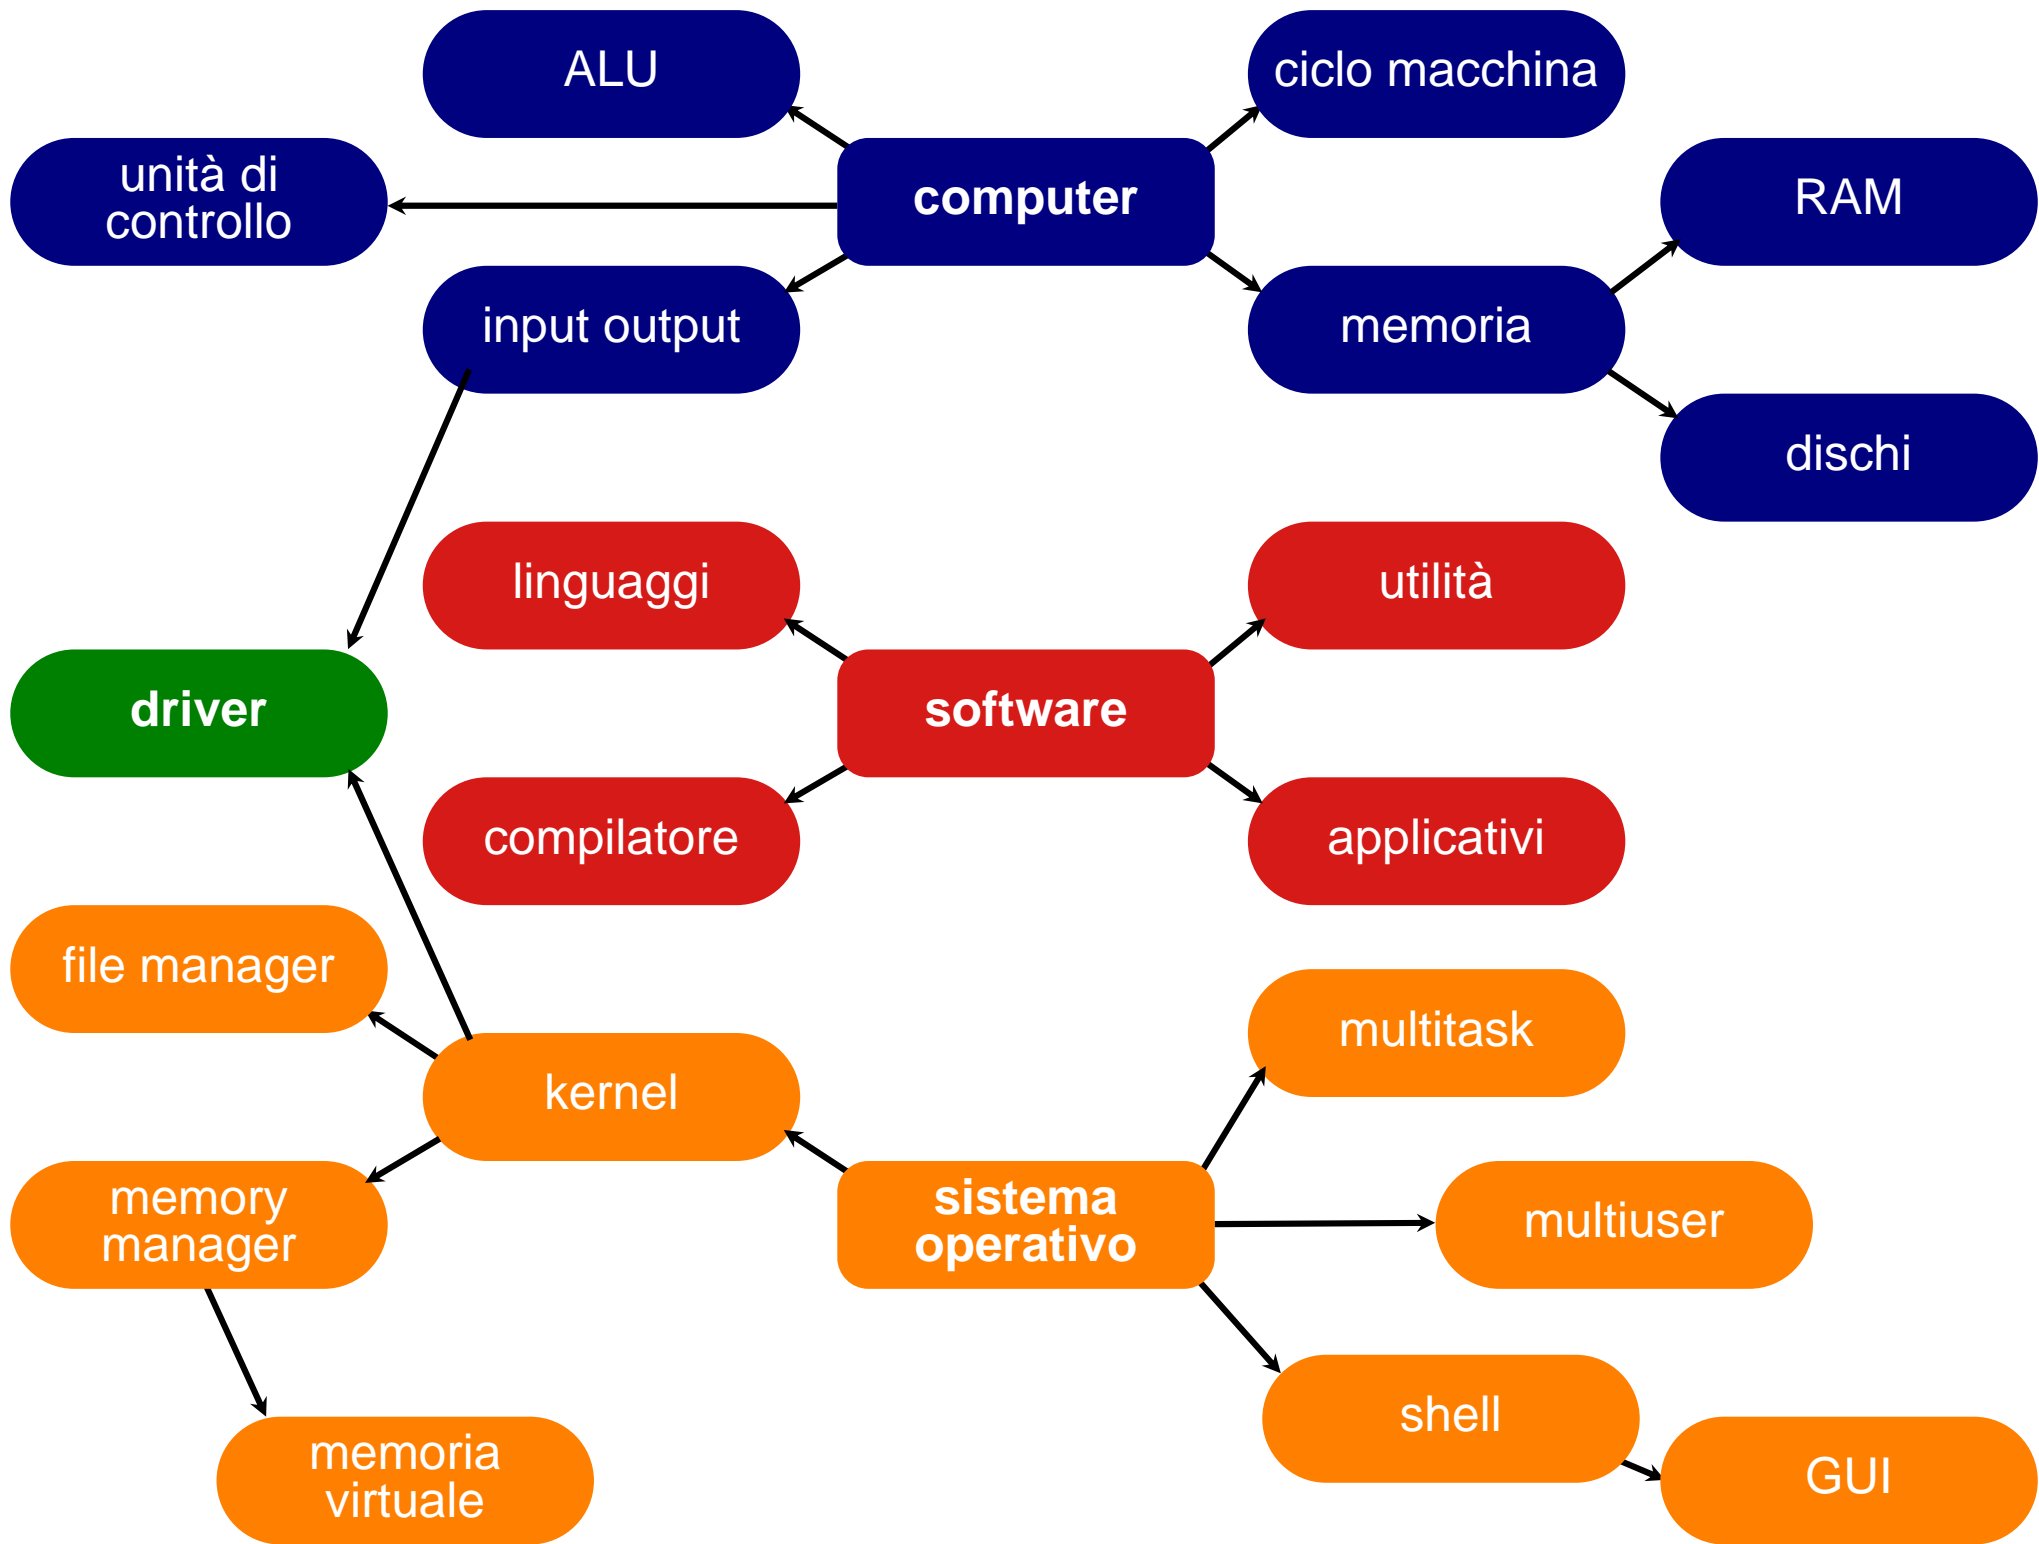 ALU
ciclo macchina
unità di
controllo
computer
RAM
input output
memoria
dischi
linguaggi
utilità
driver
software
compilatore
applicativi
file manager
multitask
kernel
memory
manager
sistema
operativo
multiuser
shell
memoria
virtuale
GUI